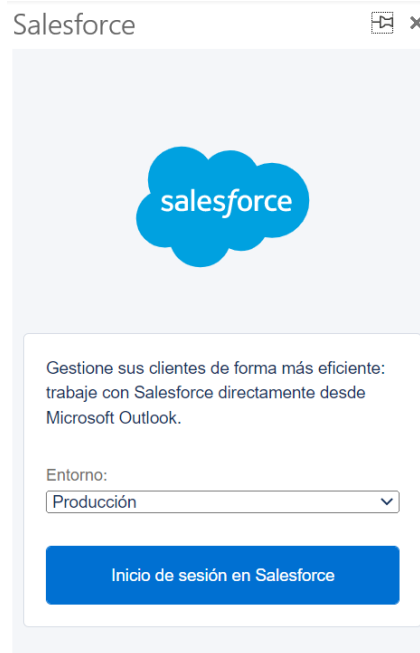 Salesforce
salesforce
Gestione sus clientes de forma más eficiente:
trabaje con Salesforce directamente desde
Microsoft Outlook.
Entorno:
Producción
Inicio de sesión en Salesforce